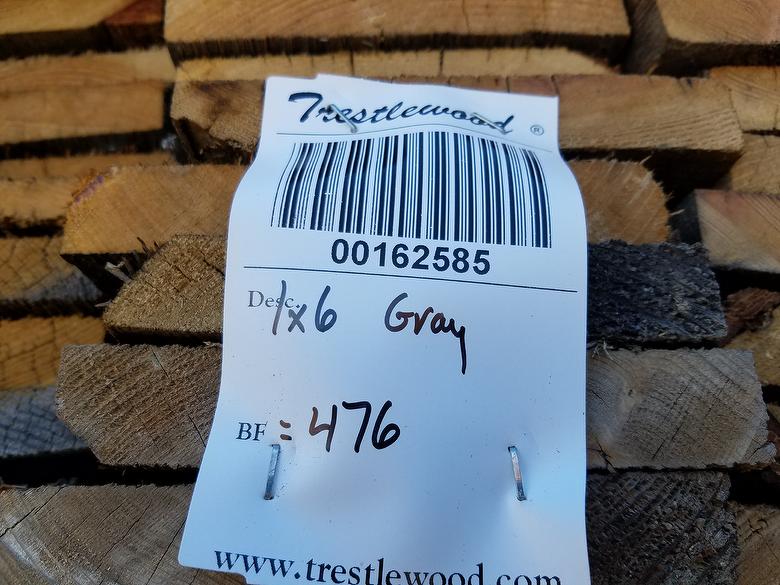 Trestlewood ®
00162585
Desc. 1x6 Gray
BF = 476
www.trestlewood.com